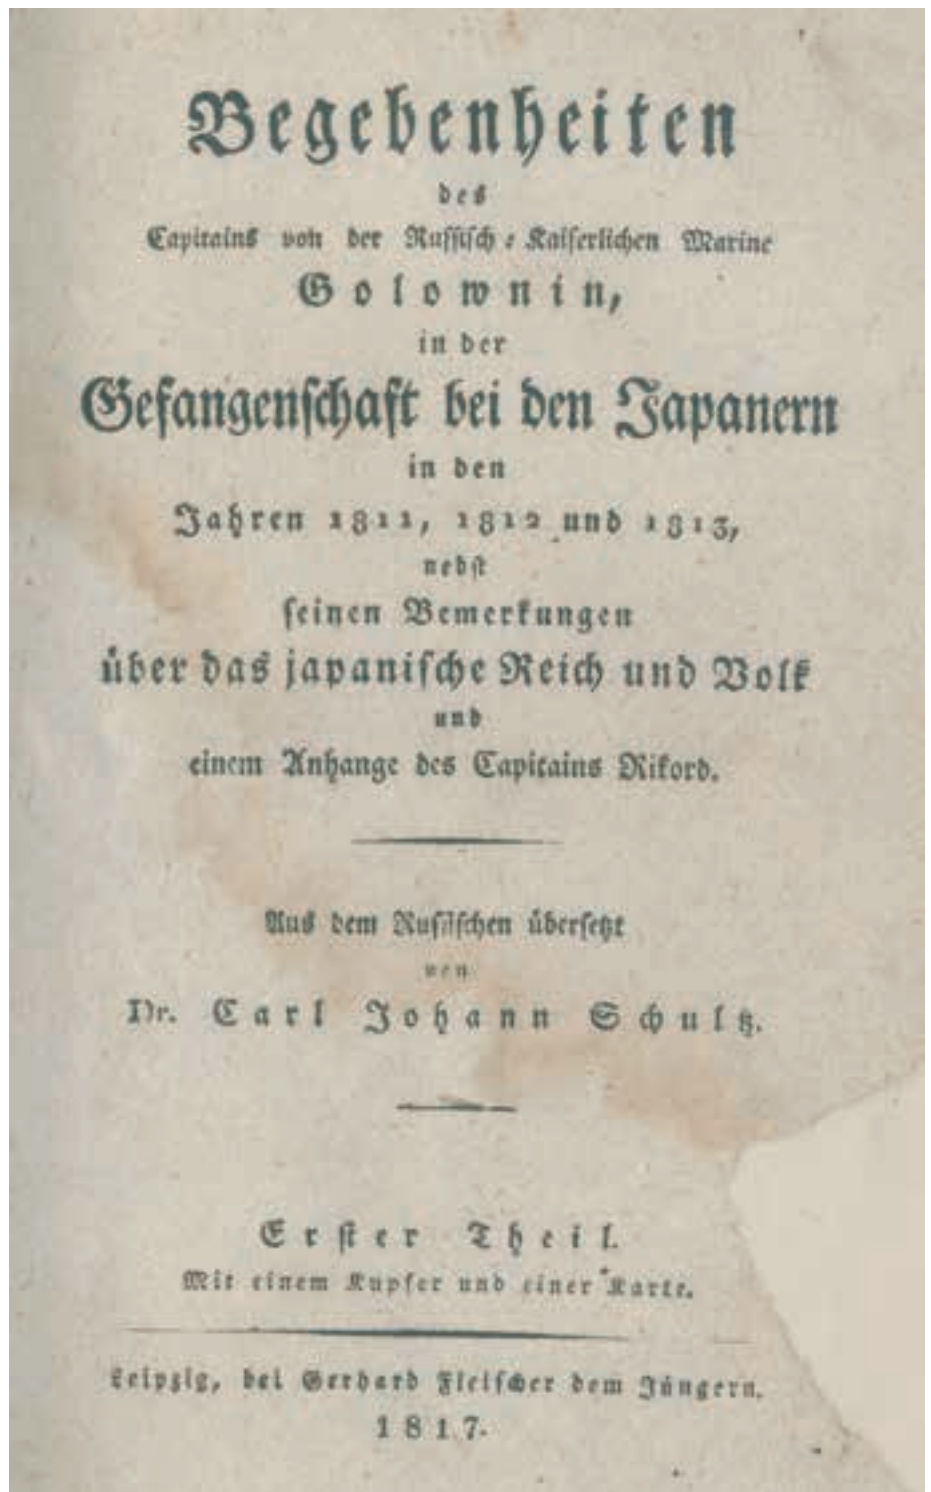 Begebenheiten
des
Capitains von der Russisch-Kaiserlichen Marine
Golownin,
in der
Gefangenschaft bei den Japanern
in den
Jahren 1811, 1812 und 1813,
nebst
seinen Bemerkungen
über das japanische Reich und Volk
und
einem Anhange des Capitains Rikord.
Aus dem Russischen übersetzt
von
Dr. Carl Johann Schultz.
Erster Theil.
Mit einem Kupfer und einer Karte.
Leipzig, bei Gerhard Fleischer dem Jüngern.
1817.